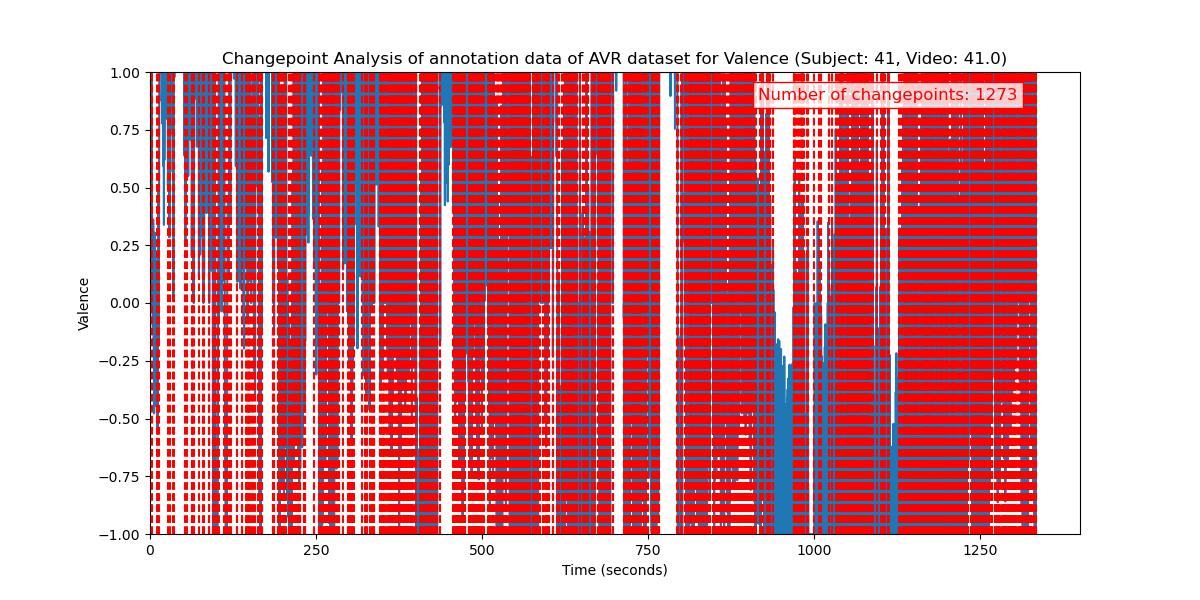 Changepoint Analysis of annotation data of AVR dataset for Valence (Subject: 41, Video: 41.0)
Number of changepoints: 1273
1.00
0.75
0.50
0.25
0.00
−0.25
−0.50
−0.75
−1.00
Valence
0 250 500 750 1000 1250
Time (seconds)